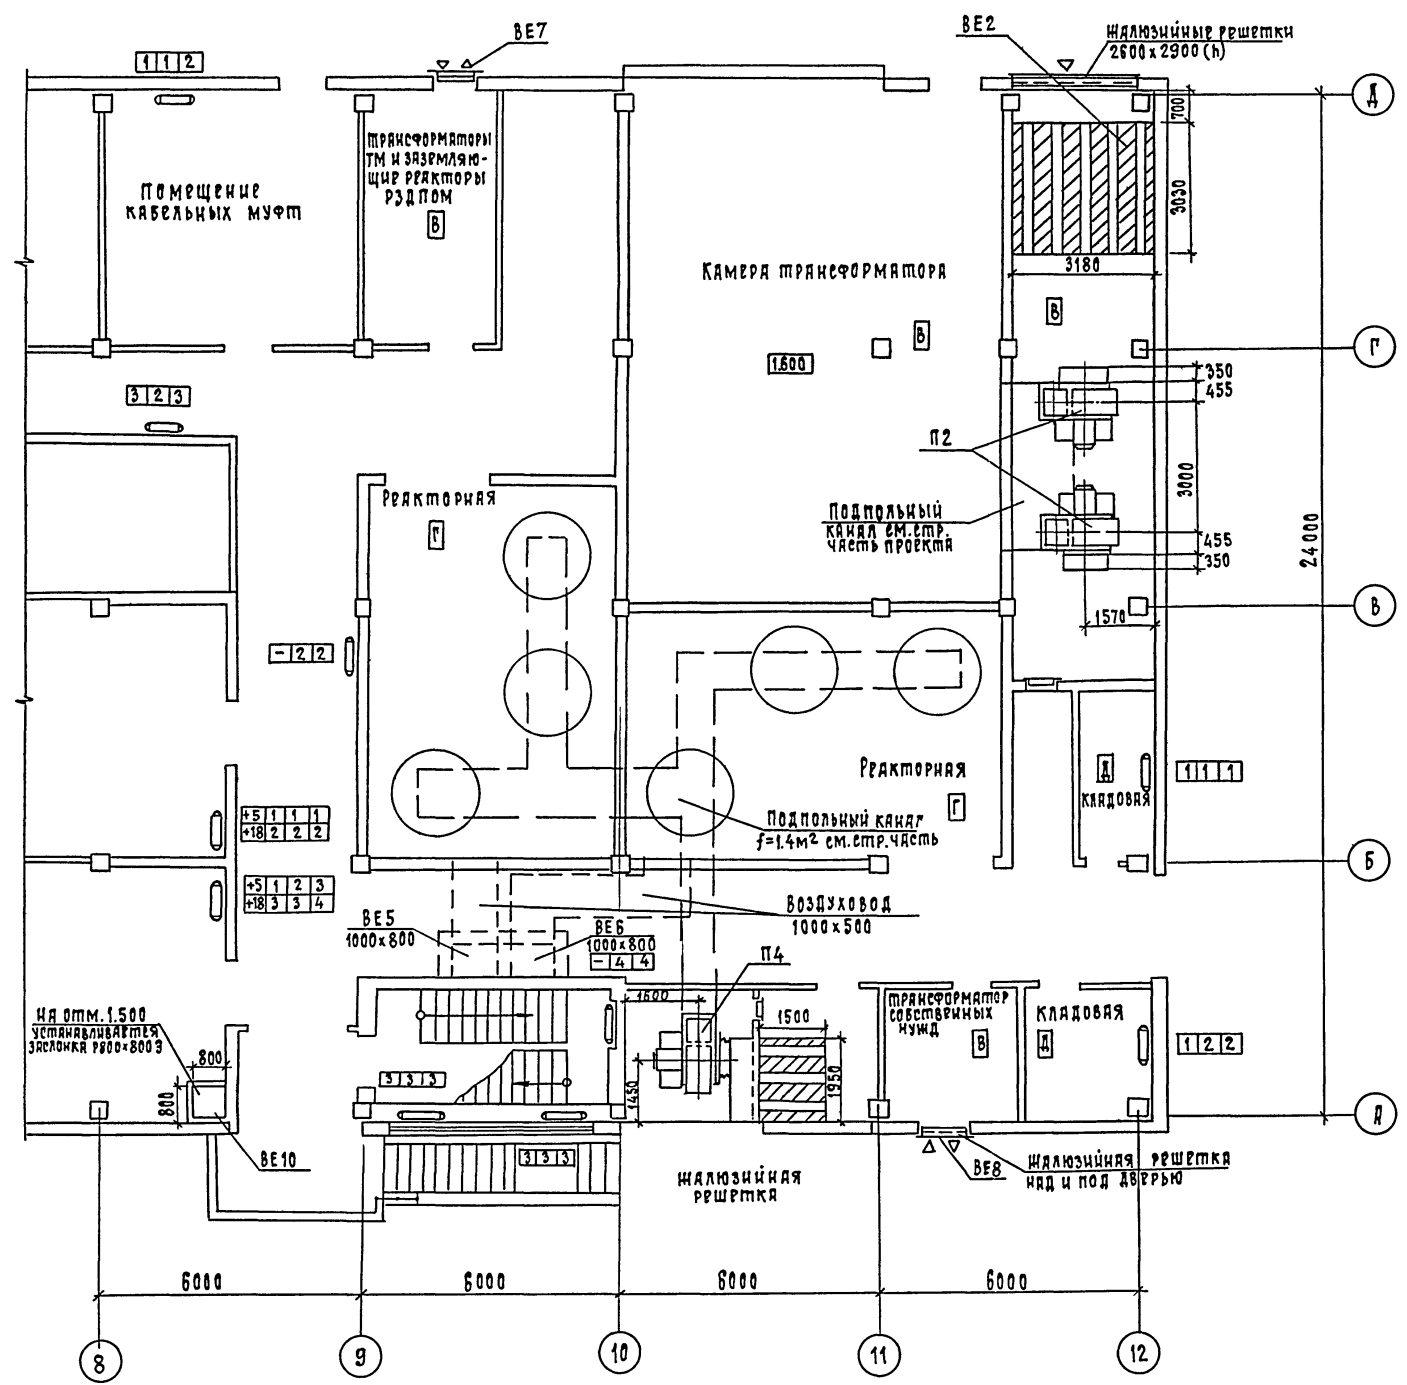 ВЕ7
ВЕ2
ЖАЛЮЗИЙНЫЕ РЕШЕТКИ
2600×2900(h)
1 1 2
Д
700
ТРАНСФОРМАТОРЫ
ТМ И ЗАЗЕМЛЯЮ-
ЩИЕ РЕАКТОРЫ
РЗДПОМ
В
ПОМЕЩЕНИЕ
КАБЕЛЬНЫХ МУФТ
3030
КАМЕРА ТРАНСФОРМАТОРА
3180
В
В
1.600
Г
350
455
3 2 3
П2
3000
РЕАКТОРНАЯ
Г
ПОДПОЛЬНЫЙ
КАНАЛ СМ.СТР.
ЧАСТЬ ПРОЕКТА
455
350
24000
В
1570
– 2 2
РЕАКТОРНАЯ
Г
Д
КЛАДОВАЯ
1 1 1
+5 1 1 1
+18 2 2 2
ПОДПОЛЬНЫЙ КАНАЛ
f=1.4м² СМ.СТР.ЧАСТЬ
Б
+5 1 2 3
+18 3 3 4
ВЕ5
1000×800
ВЕ6
1000×800
– 4 4
ВОЗДУХОВОД
1000×500
П4
1600
1500
ТРАНСФОРМАТОР
СОБСТВЕННЫХ
НУЖД
В
КЛАДОВАЯ
Д
1 2 2
НА ОТМ.1.500
УСТАНАВЛИВАЕТСЯ
ЗАСЛОНКА Р800×800Э
800
800
3 3 3
1450
1950
А
ВЕ10
3 3 3
ЖАЛЮЗИЙНАЯ
РЕШЕТКА
ВЕ8
ЖАЛЮЗИЙНАЯ РЕШЕТКА
НАД И ПОД ДВЕРЬЮ
6000
6000
6000
6000
8
9
10
11
12